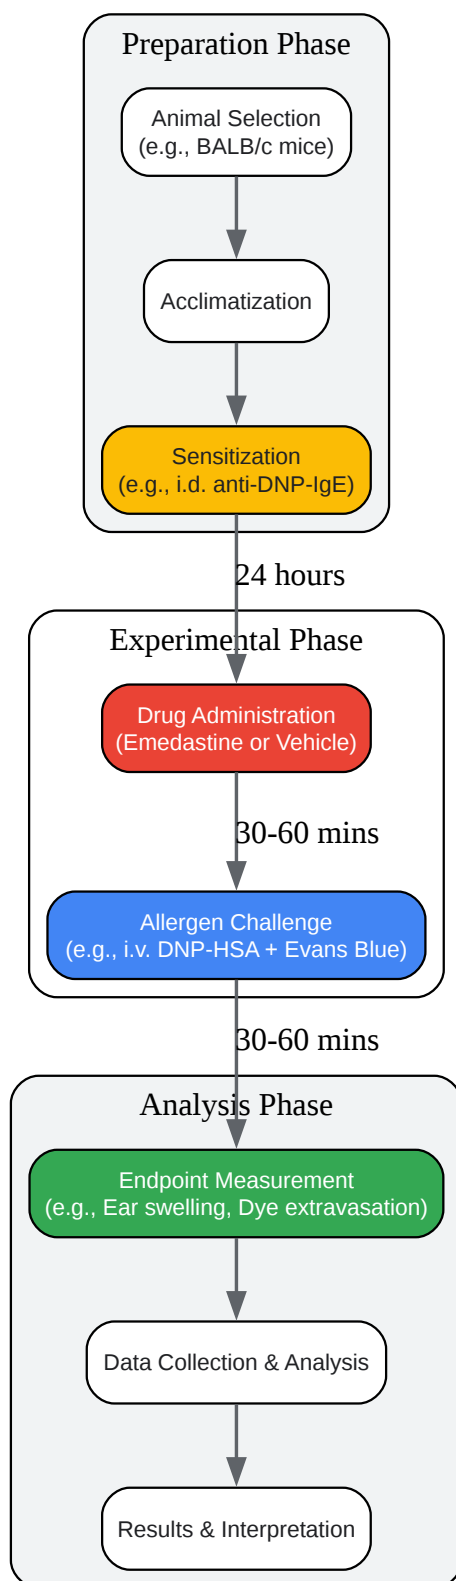 Preparation Phase
Animal Selection
(e.g., BALB/c mice)
Acclimatization
Sensitization
(e.g., i.d. anti-DNP-IgE)
24 hours
Experimental Phase
Drug Administration
(Emedastine or Vehicle)
30-60 mins
Allergen Challenge
(e.g., i.v. DNP-HSA + Evans Blue)
30-60 mins
Analysis Phase
Endpoint Measurement
(e.g., Ear swelling, Dye extravasation)
Data Collection & Analysis
Results & Interpretation